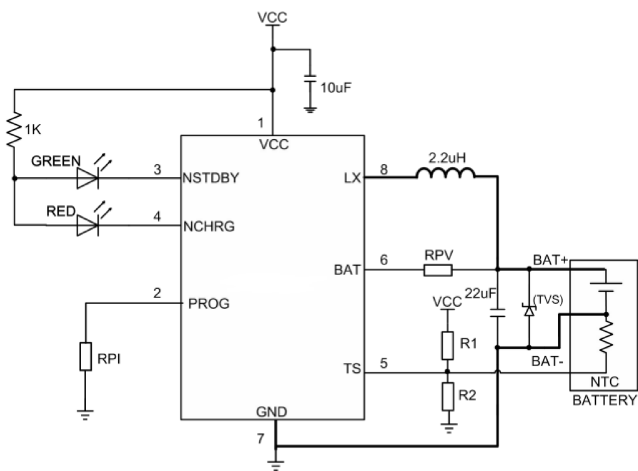 VCC
10uF
1K
1
VCC
GREEN
3
NSTDBY
LX
8
2.2uH
RED
4
NCHRG
BAT
6
RPV
BAT+
2
PROG
VCC
22uF
(TVS)
RPI
R1
TS
5
BAT-
R2
NTC
BATTERY
GND
7